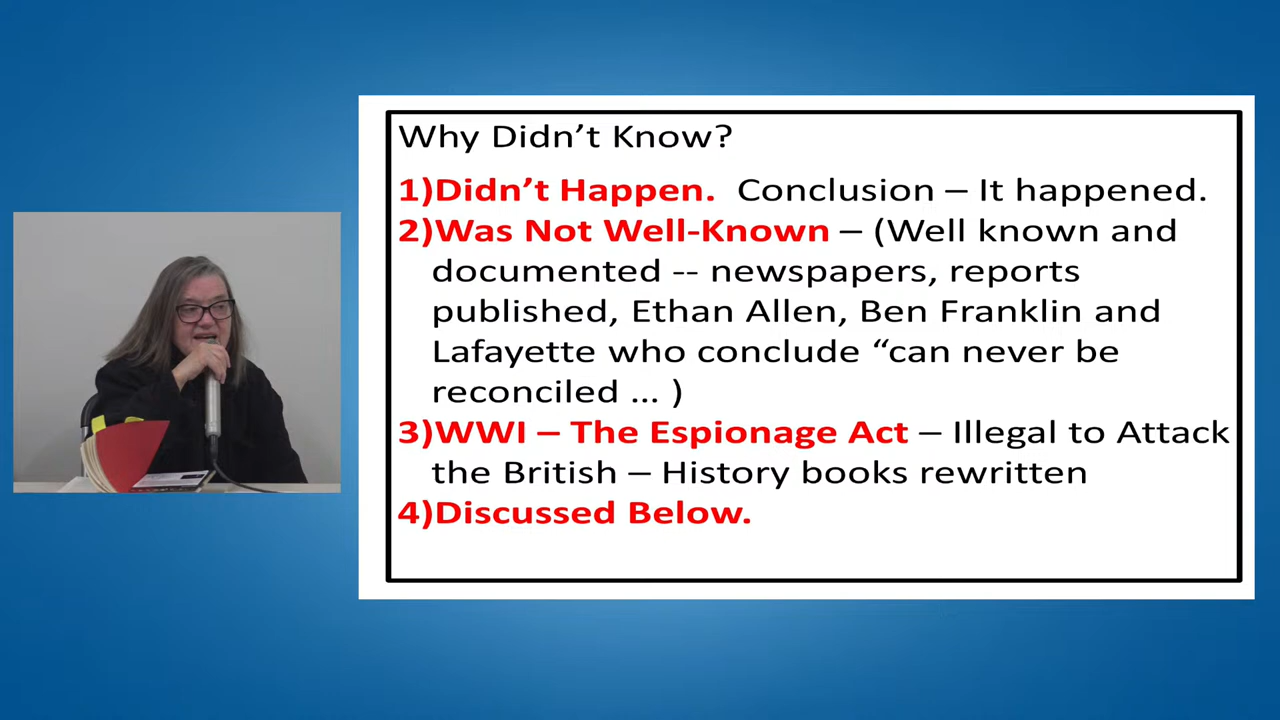 Why Didn’t Know?
1)Didn’t Happen. Conclusion – It happened.
2)Was Not Well-Known – (Well known and
documented -- newspapers, reports
published, Ethan Allen, Ben Franklin and
Lafayette who conclude “can never be
reconciled ... )
3)WWI – The Espionage Act – Illegal to Attack
the British – History books rewritten
4)Discussed Below.